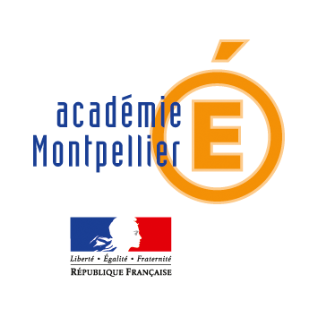 académie
Montpellier
É
Liberté • Égalité • Fraternité
RÉPUBLIQUE FRANÇAISE